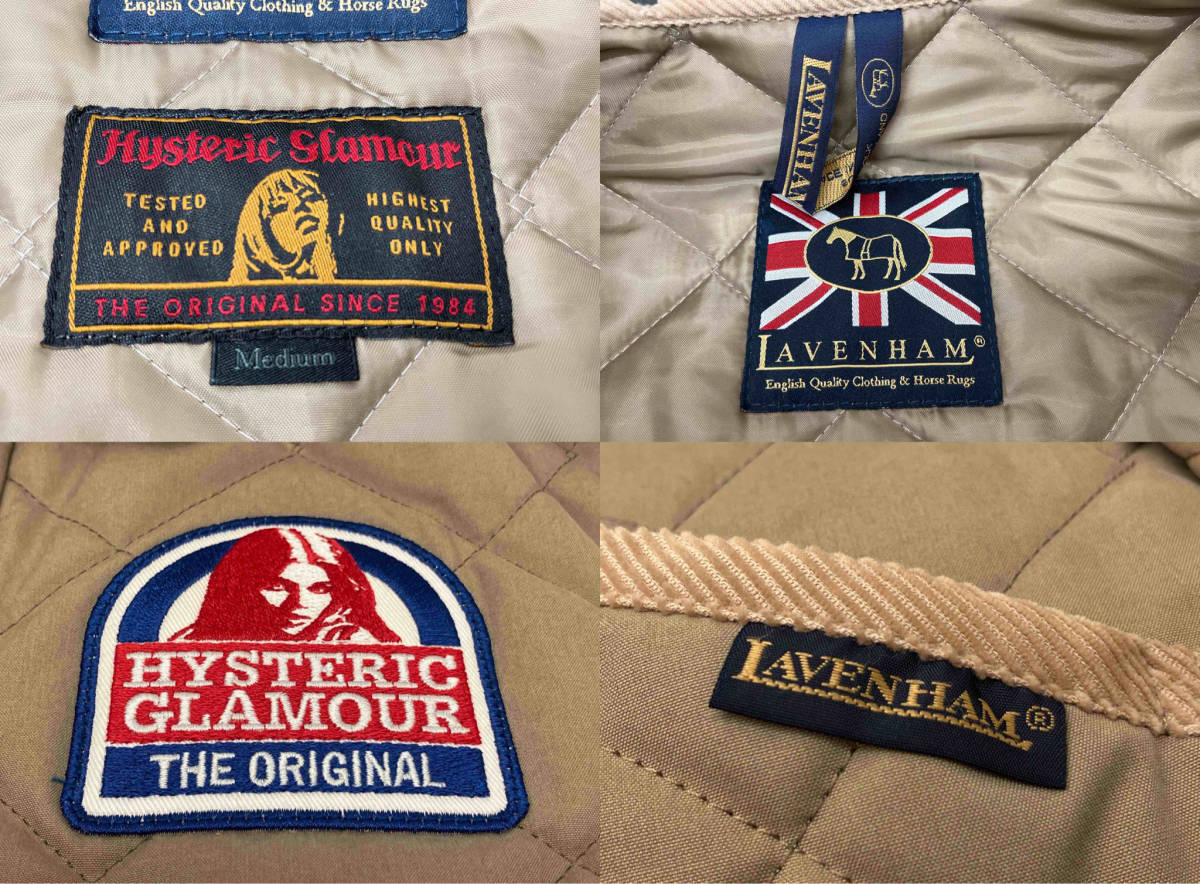 English Quality Clothing & Horse Rugs
Hysteric Glamour
TESTED
AND
APPROVED
HIGHEST
QUALITY
ONLY
THE ORIGINAL SINCE 1984
Medium
LAVENHAM
LAVENHAM®
English Quality Clothing & Horse Rugs
HYSTERIC
GLAMOUR
THE ORIGINAL
LAVENHAM®